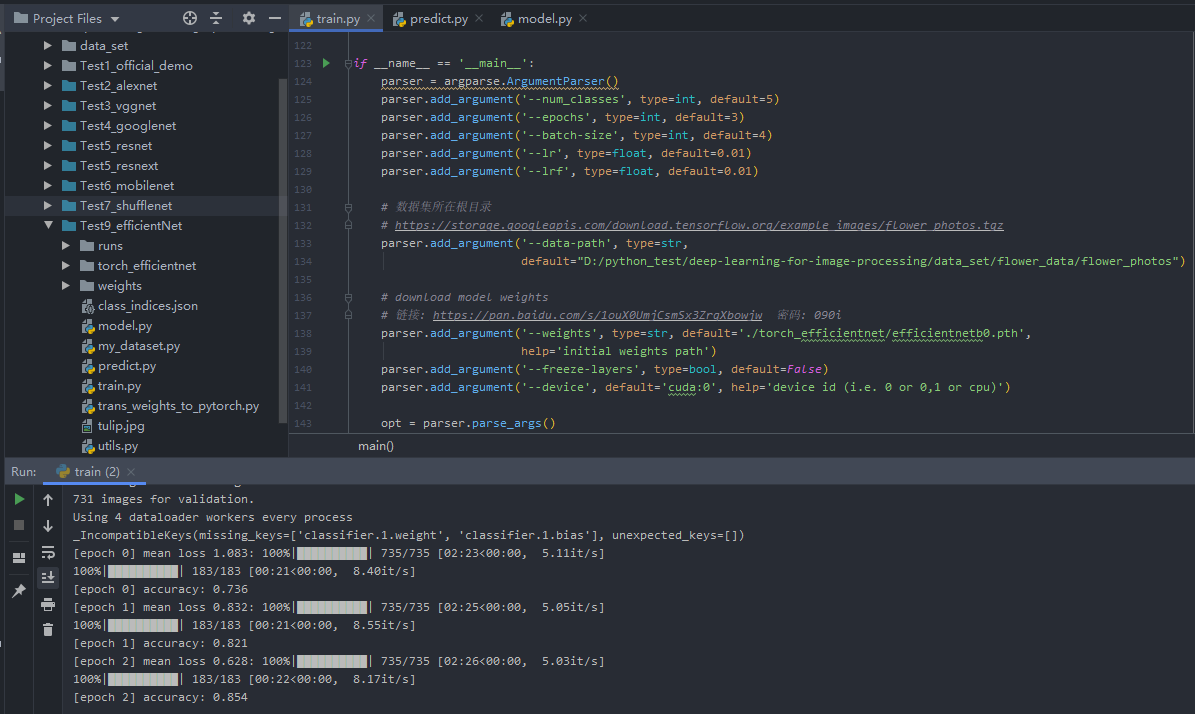 Project Files
data_set
Test1_official_demo
Test2_alexnet
Test3_vggnet
Test4_googlenet
Test5_resnet
Test5_resnext
Test6_mobilenet
Test7_shufflenet
Test9_efficientNet
runs
torch_efficientnet
weights
class_indices.json
model.py
my_dataset.py
predict.py
train.py
trans_weights_to_pytorch.py
tulip.jpg
utils.py
train.py predict.py model.py
122
123 if __name__ == '__main__':
124 parser = argparse.ArgumentParser()
125 parser.add_argument('--num_classes', type=int, default=5)
126 parser.add_argument('--epochs', type=int, default=3)
127 parser.add_argument('--batch-size', type=int, default=4)
128 parser.add_argument('--lr', type=float, default=0.01)
129 parser.add_argument('--lrf', type=float, default=0.01)
130
131 # 数据集所在根目录
132 # https://storage.googleapis.com/download.tensorflow.org/example_images/flower_photos.tgz
133 parser.add_argument('--data-path', type=str,
134 default="D:/python_test/deep-learning-for-image-processing/data_set/flower_data/flower_photos")
135
136 # download model weights
137 # 链接: https://pan.baidu.com/s/1ouX0UmjCsmSx3ZrqXbowjw 密码: 090i
138 parser.add_argument('--weights', type=str, default='./torch_efficientnet/efficientnetb0.pth',
139 help='initial weights path')
140 parser.add_argument('--freeze-layers', type=bool, default=False)
141 parser.add_argument('--device', default='cuda:0', help='device id (i.e. 0 or 0,1 or cpu)')
142
143 opt = parser.parse_args()
main()
Run: train (2)
731 images for validation.
Using 4 dataloader workers every process
_IncompatibleKeys(missing_keys=['classifier.1.weight', 'classifier.1.bias'], unexpected_keys=[])
[epoch 0] mean loss 1.083: 100%|██████████| 735/735 [02:23<00:00, 5.11it/s]
100%|██████████| 183/183 [00:21<00:00, 8.40it/s]
[epoch 0] accuracy: 0.736
[epoch 1] mean loss 0.832: 100%|██████████| 735/735 [02:25<00:00, 5.05it/s]
100%|██████████| 183/183 [00:21<00:00, 8.55it/s]
[epoch 1] accuracy: 0.821
[epoch 2] mean loss 0.628: 100%|██████████| 735/735 [02:26<00:00, 5.03it/s]
100%|██████████| 183/183 [00:22<00:00, 8.17it/s]
[epoch 2] accuracy: 0.854